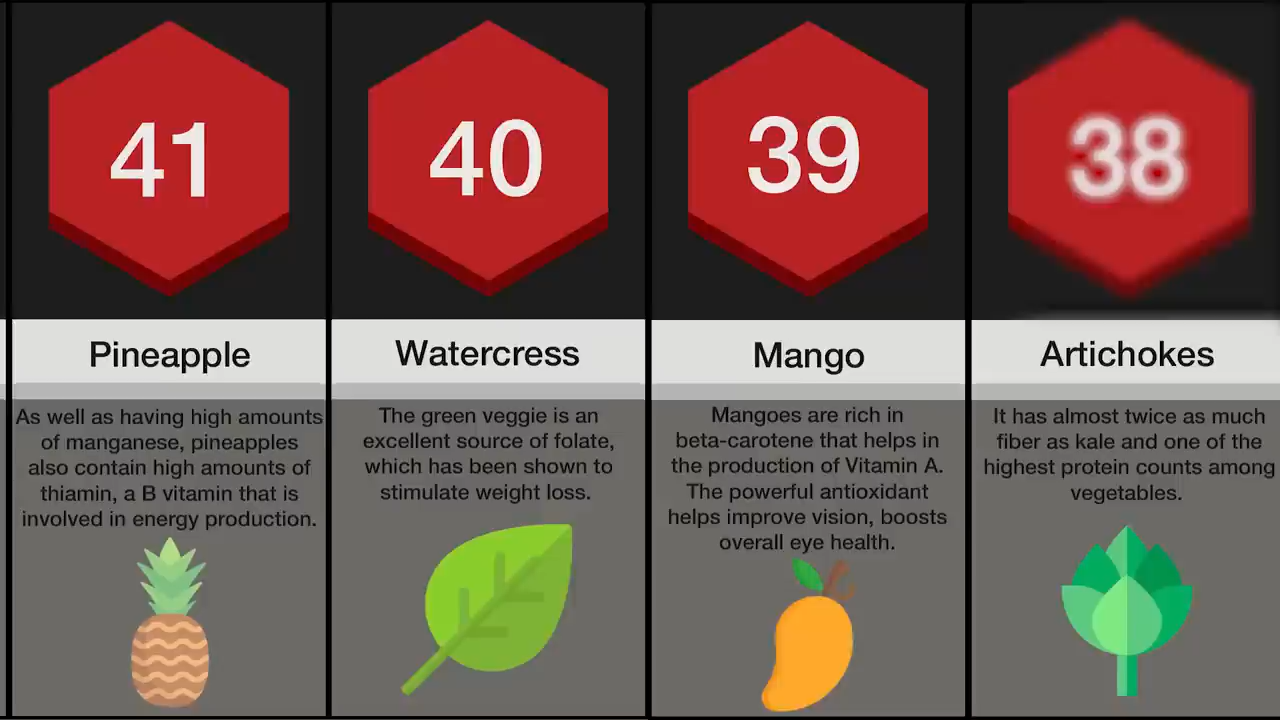 41
Pineapple
As well as having high amounts
of manganese, pineapples
also contain high amounts of
thiamin, a B vitamin that is
involved in energy production.
40
Watercress
The green veggie is an
excellent source of folate,
which has been shown to
stimulate weight loss.
39
Mango
Mangoes are rich in
beta-carotene that helps in
the production of Vitamin A.
The powerful antioxidant
helps improve vision, boosts
overall eye health.
38
Artichokes
It has almost twice as much
fiber as kale and one of the
highest protein counts among
vegetables.